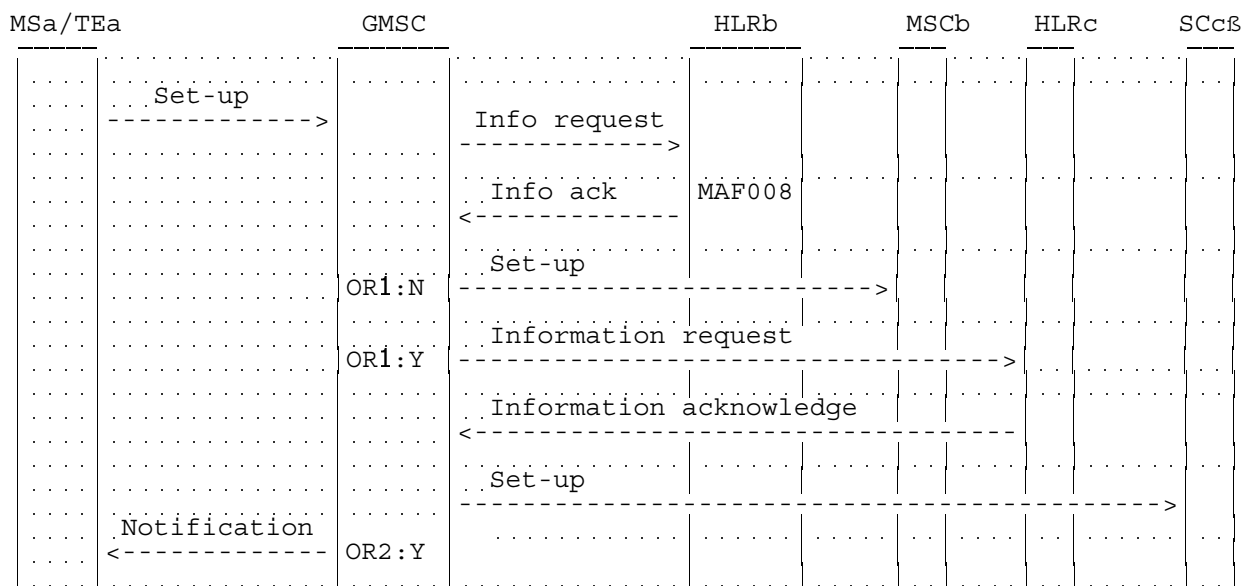 MSa/TEa GMSC HLRb MSCb HLRc SCcß
Set-up
Info request
Info ack MAF008
Set-up
OR1:N
Information request
OR1:Y
Information acknowledge
Set-up
Notification
OR2:Y